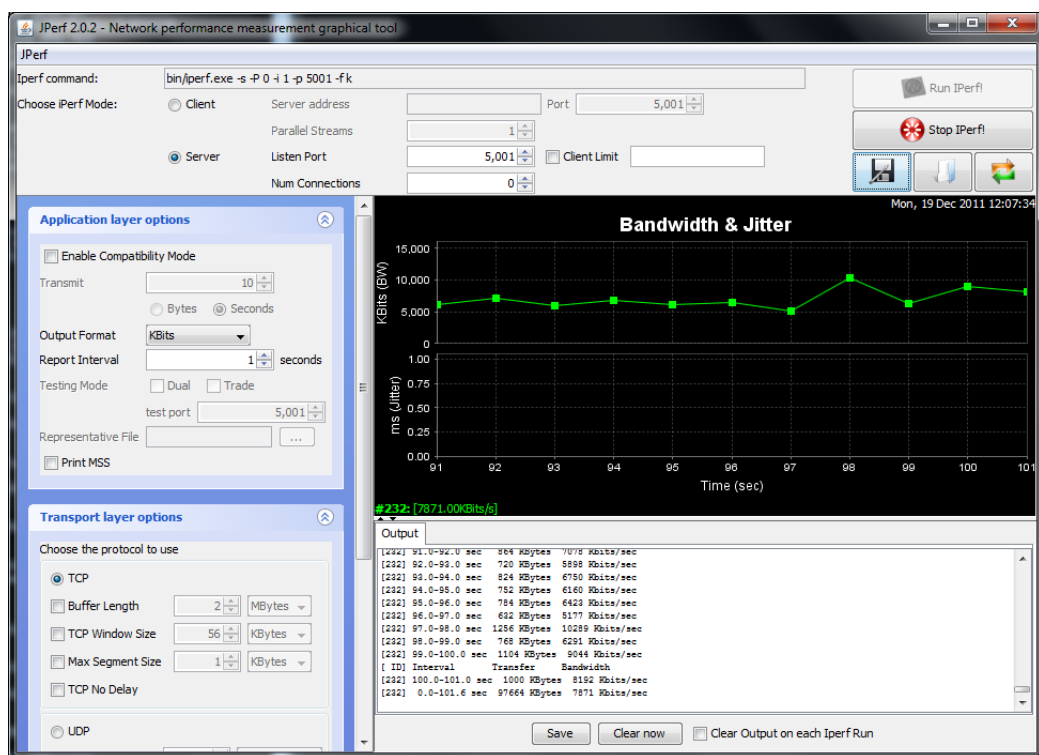 JPerf 2.0.2 - Network performance measurement graphical tool
JPerf
Iperf command: bin/iperf.exe -s -P 0 -i 1 -p 5001 -f k
Run IPerf!
Choose iPerf Mode: Client Server address Port 5,001
Parallel Streams 1
Stop IPerf!
Server Listen Port 5,001 Client Limit
Num Connections 0
Application layer options
Enable Compatibility Mode
Transmit 10
Bytes Seconds
Output Format KBits
Report Interval 1 seconds
Testing Mode Dual Trade
test port 5,001
Representative File ...
Print MSS
Transport layer options
Choose the protocol to use
TCP
Buffer Length 2 MBytes
TCP Window Size 56 KBytes
Max Segment Size 1 KBytes
TCP No Delay
UDP
Mon, 19 Dec 2011 12:07:34
Bandwidth & Jitter
KBits (BW)
15,000
10,000
5,000
0
ms (Jitter)
1.00
0.75
0.50
0.25
0.00
91 92 93 94 95 96 97 98 99 100 101
Time (sec)
#232: [7871.00KBits/s]
Output
[232] 91.0-92.0 sec 864 KBytes 7078 Kbits/sec
[232] 92.0-93.0 sec 720 KBytes 5898 Kbits/sec
[232] 93.0-94.0 sec 824 KBytes 6750 Kbits/sec
[232] 94.0-95.0 sec 752 KBytes 6160 Kbits/sec
[232] 95.0-96.0 sec 784 KBytes 6423 Kbits/sec
[232] 96.0-97.0 sec 632 KBytes 5177 Kbits/sec
[232] 97.0-98.0 sec 1256 KBytes 10289 Kbits/sec
[232] 98.0-99.0 sec 768 KBytes 6291 Kbits/sec
[232] 99.0-100.0 sec 1104 KBytes 9044 Kbits/sec
[ ID] Interval Transfer Bandwidth
[232] 100.0-101.0 sec 1000 KBytes 8192 Kbits/sec
[232] 0.0-101.6 sec 97664 KBytes 7871 Kbits/sec
Save Clear now Clear Output on each Iperf Run